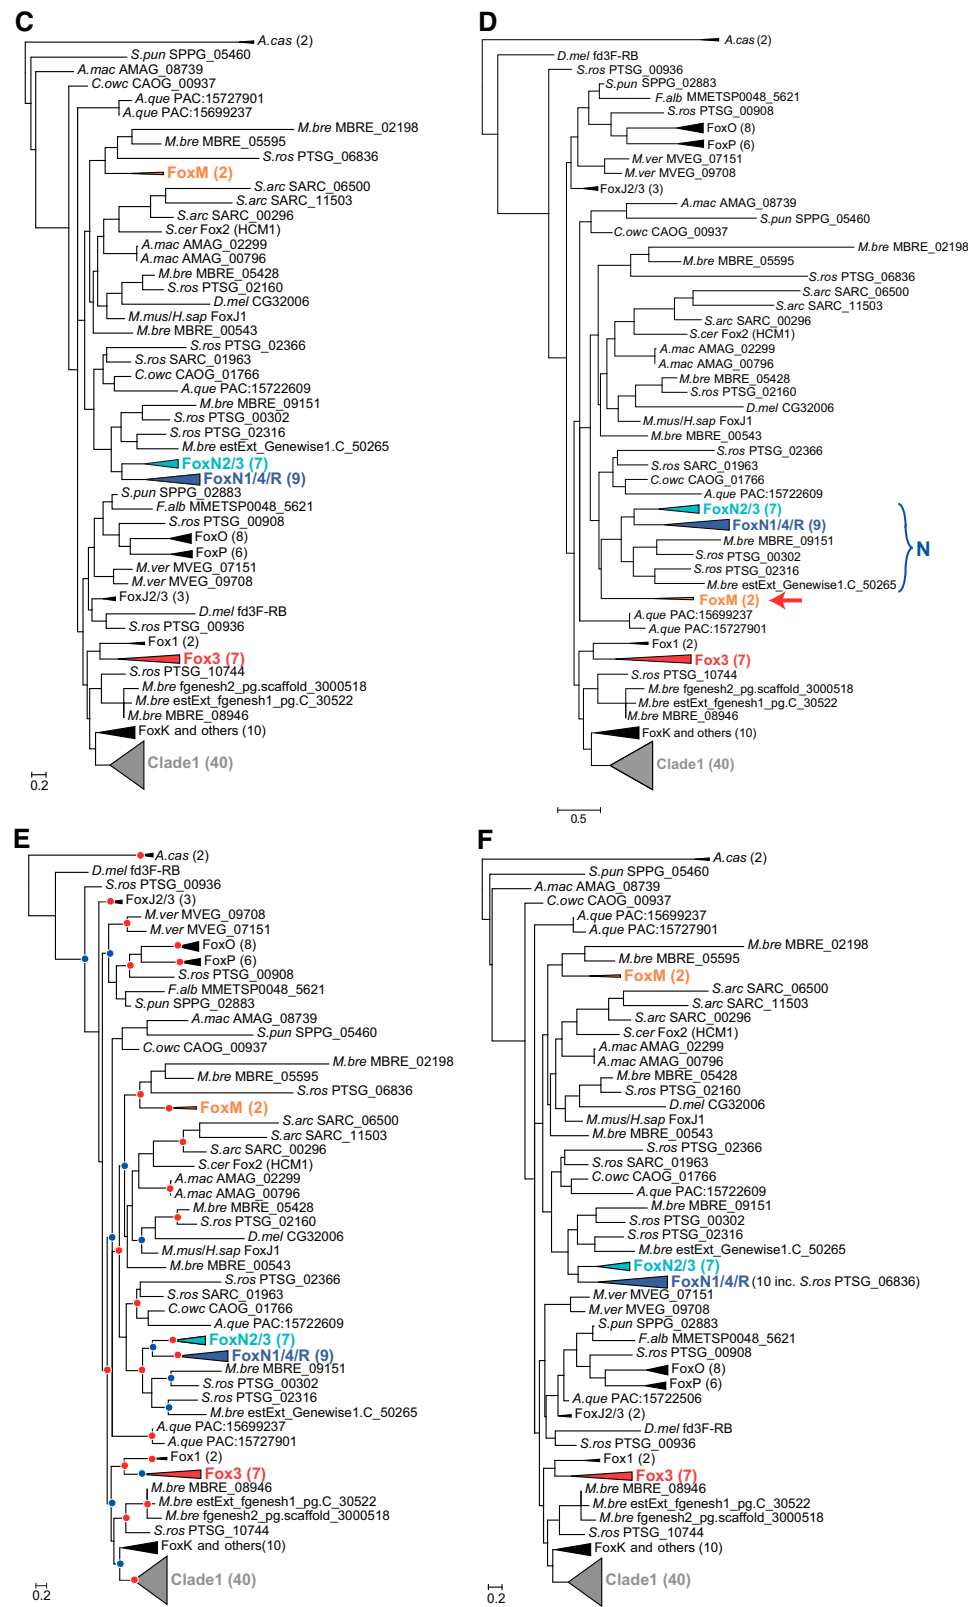 C
A.cas (2)
S.pun SPPG_05460
A.mac AMAG_08739
C.owc CAOG_00937
A.que PAC:15727901
A.que PAC:15699237
M.bre MBRE_02198
M.bre MBRE_05595
S.ros PTSG_06836
FoxM (2)
S.arc SARC_06500
S.arc SARC_11503
S.arc SARC_00296
S.cer Fox2 (HCM1)
A.mac AMAG_02299
A.mac AMAG_00796
M.bre MBRE_05428
S.ros PTSG_02160
D.mel CG32006
M.mus/H.sap FoxJ1
M.bre MBRE_00543
S.ros PTSG_02366
S.ros SARC_01963
C.owc CAOG_01766
A.que PAC:15722609
M.bre MBRE_09151
S.ros PTSG_00302
S.ros PTSG_02316
M.bre estExt_Genewise1.C_50265
FoxN2/3 (7)
FoxN1/4/R (9)
S.pun SPPG_02883
F.alb MMETSP0048_5621
S.ros PTSG_00908
FoxO (8)
FoxP (6)
M.ver MVEG_07151
M.ver MVEG_09708
FoxJ2/3 (3)
D.mel fd3F-RB
S.ros PTSG_00936
Fox1 (2)
Fox3 (7)
S.ros PTSG_10744
M.bre fgenesh2_pg.scaffold_3000518
M.bre estExt_fgenesh1_pg.C_30522
M.bre MBRE_08946
FoxK and others (10)
Clade1 (40)
0.2
D
A.cas (2)
D.mel fd3F-RB
S.ros PTSG_00936
S.pun SPPG_02883
F.alb MMETSP0048_5621
S.ros PTSG_00908
FoxO (8)
FoxP (6)
M.ver MVEG_07151
M.ver MVEG_09708
FoxJ2/3 (3)
A.mac AMAG_08739
S.pun SPPG_05460
C.owc CAOG_00937
M.bre MBRE_02198
M.bre MBRE_05595
S.ros PTSG_06836
S.arc SARC_06500
S.arc SARC_11503
S.arc SARC_00296
S.cer Fox2 (HCM1)
A.mac AMAG_02299
A.mac AMAG_00796
M.bre MBRE_05428
S.ros PTSG_02160
D.mel CG32006
M.mus/H.sap FoxJ1
M.bre MBRE_00543
S.ros PTSG_02366
S.ros SARC_01963
C.owc CAOG_01766
A.que PAC:15722609
FoxN2/3 (7)
FoxN1/4/R (9)
M.bre MBRE_09151
S.ros PTSG_00302
S.ros PTSG_02316
M.bre estExt_Genewise1.C_50265
N
FoxM (2)
A.que PAC:15699237
A.que PAC:15727901
Fox1 (2)
Fox3 (7)
S.ros PTSG_10744
M.bre fgenesh2_pg.scaffold_3000518
M.bre estExt_fgenesh1_pg.C_30522
M.bre MBRE_08946
FoxK and others (10)
Clade1 (40)
0.5
E
A.cas (2)
D.mel fd3F-RB
S.ros PTSG_00936
FoxJ2/3 (3)
M.ver MVEG_09708
M.ver MVEG_07151
FoxO (8)
FoxP (6)
S.ros PTSG_00908
F.alb MMETSP0048_5621
S.pun SPPG_02883
A.mac AMAG_08739
S.pun SPPG_05460
C.owc CAOG_00937
M.bre MBRE_02198
M.bre MBRE_05595
S.ros PTSG_06836
FoxM (2)
S.arc SARC_06500
S.arc SARC_11503
S.arc SARC_00296
S.cer Fox2 (HCM1)
A.mac AMAG_02299
A.mac AMAG_00796
M.bre MBRE_05428
S.ros PTSG_02160
D.mel CG32006
M.mus/H.sap FoxJ1
M.bre MBRE_00543
S.ros PTSG_02366
S.ros SARC_01963
C.owc CAOG_01766
A.que PAC:15722609
FoxN2/3 (7)
FoxN1/4/R (9)
M.bre MBRE_09151
S.ros PTSG_00302
S.ros PTSG_02316
M.bre estExt_Genewise1.C_50265
A.que PAC:15699237
A.que PAC:15727901
Fox1 (2)
Fox3 (7)
M.bre MBRE_08946
M.bre estExt_fgenesh1_pg.C_30522
M.bre fgenesh2_pg.scaffold_3000518
S.ros PTSG_10744
FoxK and others(10)
Clade1 (40)
0.2
F
A.cas (2)
S.pun SPPG_05460
A.mac AMAG_08739
C.owc CAOG_00937
A.que PAC:15699237
A.que PAC:15727901
M.bre MBRE_02198
M.bre MBRE_05595
FoxM (2)
S.arc SARC_06500
S.arc SARC_11503
S.arc SARC_00296
S.cer Fox2 (HCM1)
A.mac AMAG_02299
A.mac AMAG_00796
M.bre MBRE_05428
S.ros PTSG_02160
D.mel CG32006
M.mus/H.sap FoxJ1
M.bre MBRE_00543
S.ros PTSG_02366
S.ros SARC_01963
C.owc CAOG_01766
A.que PAC:15722609
M.bre MBRE_09151
S.ros PTSG_00302
S.ros PTSG_02316
M.bre estExt_Genewise1.C_50265
FoxN2/3 (7)
FoxN1/4/R (10 inc. S.ros PTSG_06836)
M.ver MVEG_07151
M.ver MVEG_09708
S.pun SPPG_02883
F.alb MMETSP0048_5621
S.ros PTSG_00908
FoxO (8)
FoxP (6)
A.que PAC:15722506
FoxJ2/3 (2)
D.mel fd3F-RB
S.ros PTSG_00936
Fox1 (2)
Fox3 (7)
M.bre MBRE_08946
M.bre estExt_fgenesh1_pg.C_30522
M.bre fgenesh2_pg.scaffold_3000518
S.ros PTSG_10744
FoxK and others (10)
Clade1 (40)
0.2